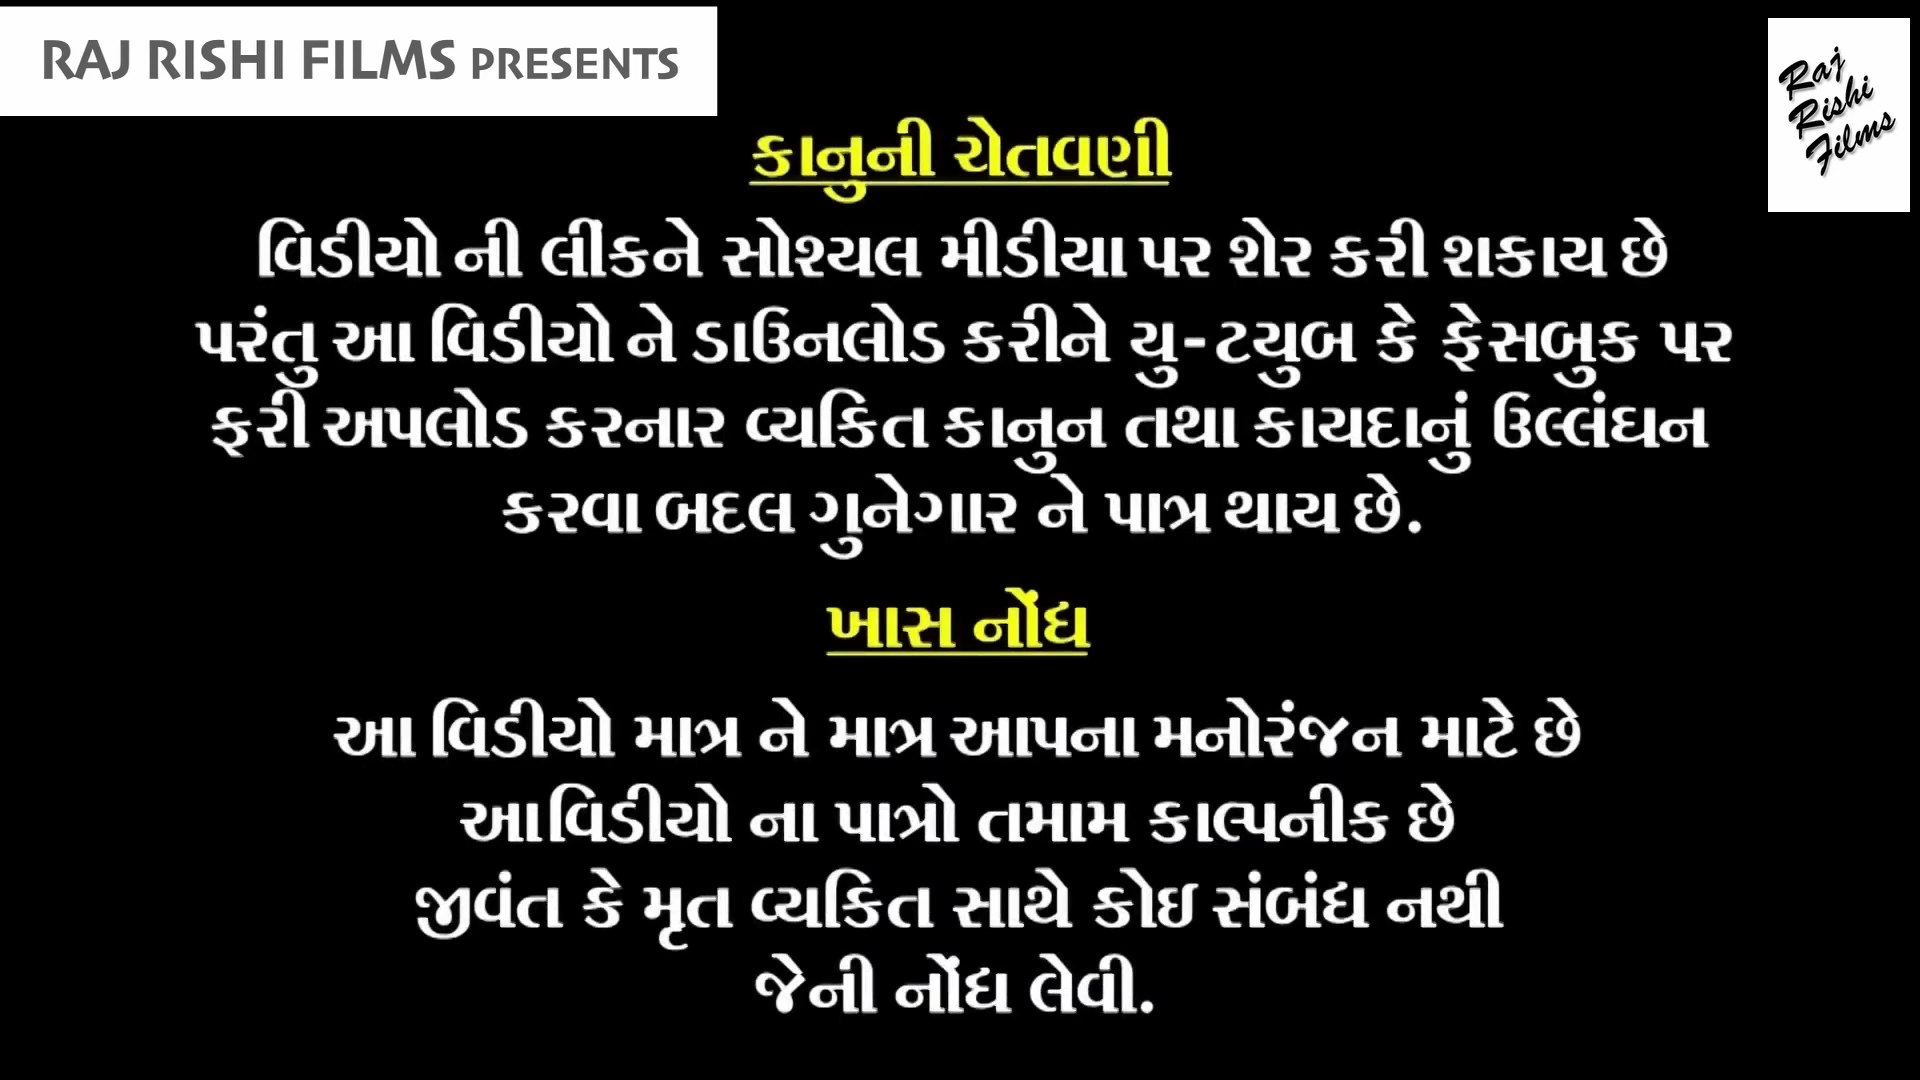 RAJ RISHI FILMS PRESENTS
Raj
Rishi
Films
કાનુની ચેતવણી
વિડીયો ની લીંકને સોશ્યલ મીડીયા પર શેર કરી શકાય છે
પરંતુ આ વિડીયો ને ડાઉનલોડ કરીને યુ-ટયુબ કે ફેસબુક પર
ફરી અપલોડ કરનાર વ્યકિત કાનુન તથા કાયદાનું ઉલ્લંઘન
કરવા બદલ ગુનેગાર ને પાત્ર થાય છે.
ખાસ નોંધ
આ વિડીયો માત્ર ને માત્ર આપના મનોરંજન માટે છે
આવિડીયો ના પાત્રો તમામ કાલ્પનીક છે
જીવંત કે મૃત વ્યકિત સાથે કોઇ સંબંધ નથી
જેની નોંધ લેવી.